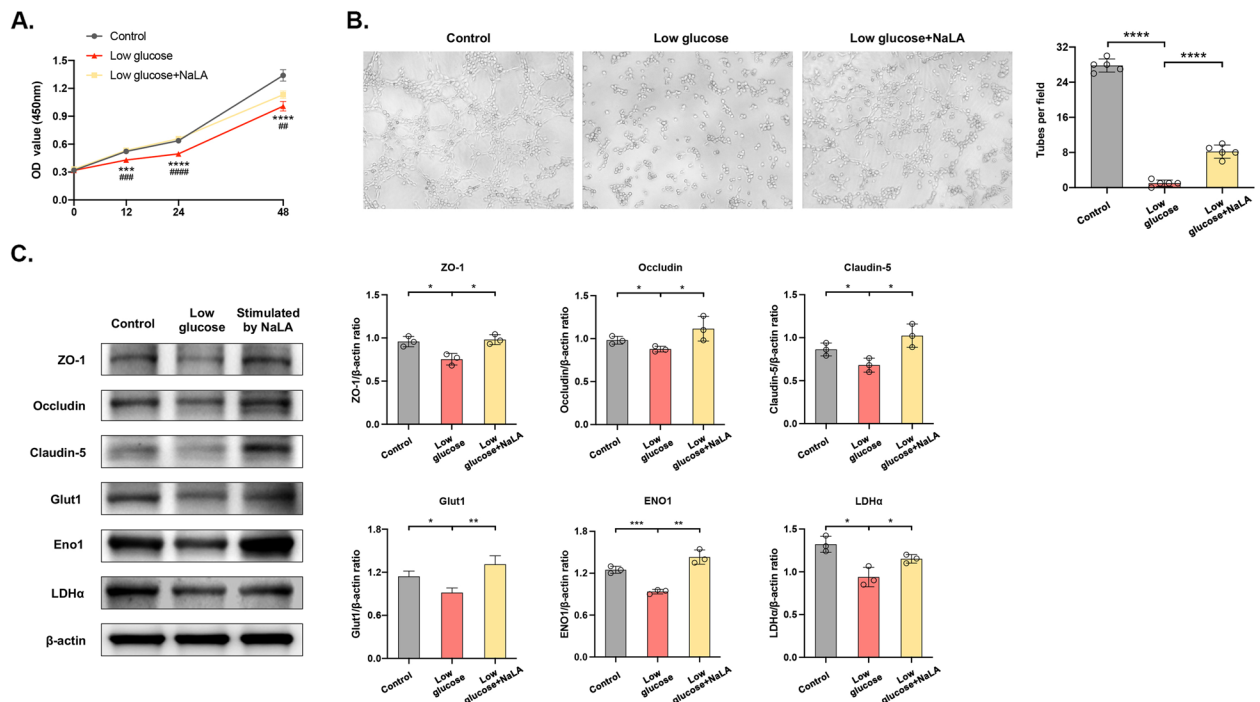 A.
Control
Low glucose
Low glucose+NaLA
OD value (450nm)
1.5
1.2
0.9
0.6
0.3
0.0
***
###
****
####
****
##
0
12
24
48
B.
Control
Low glucose
Low glucose+NaLA
Tubes per field
32
24
16
8
0
****
****
Control
Low
glucose
Low
glucose+NaLA
C.
Control
Low
glucose
Stimulated
by NaLA
ZO-1
Occludin
Claudin-5
Glut1
Eno1
LDHα
β-actin
ZO-1
ZO-1/β-actin ratio
1.5
1.0
0.5
0.0
*
*
Control
Low
glucose
Low
glucose+NaLA
Occludin
Occludin/β-actin ratio
1.5
1.0
0.5
0.0
*
*
Control
Low
glucose
Low
glucose+NaLA
Claudin-5
Claudin-5/β-actin ratio
1.5
1.0
0.5
0.0
*
*
Control
Low
glucose
Low
glucose+NaLA
Glut1
Glut1/β-actin ratio
1.8
1.2
0.6
0.0
*
**
Control
Low
glucose
Low
glucose+NaLA
ENO1
ENO1/β-actin ratio
1.8
1.2
0.6
0.0
***
**
Control
Low
glucose
Low
glucose+NaLA
LDHα
LDHα/β-actin ratio
1.5
1.0
0.5
0.0
*
*
Control
Low
glucose
Low
glucose+NaLA